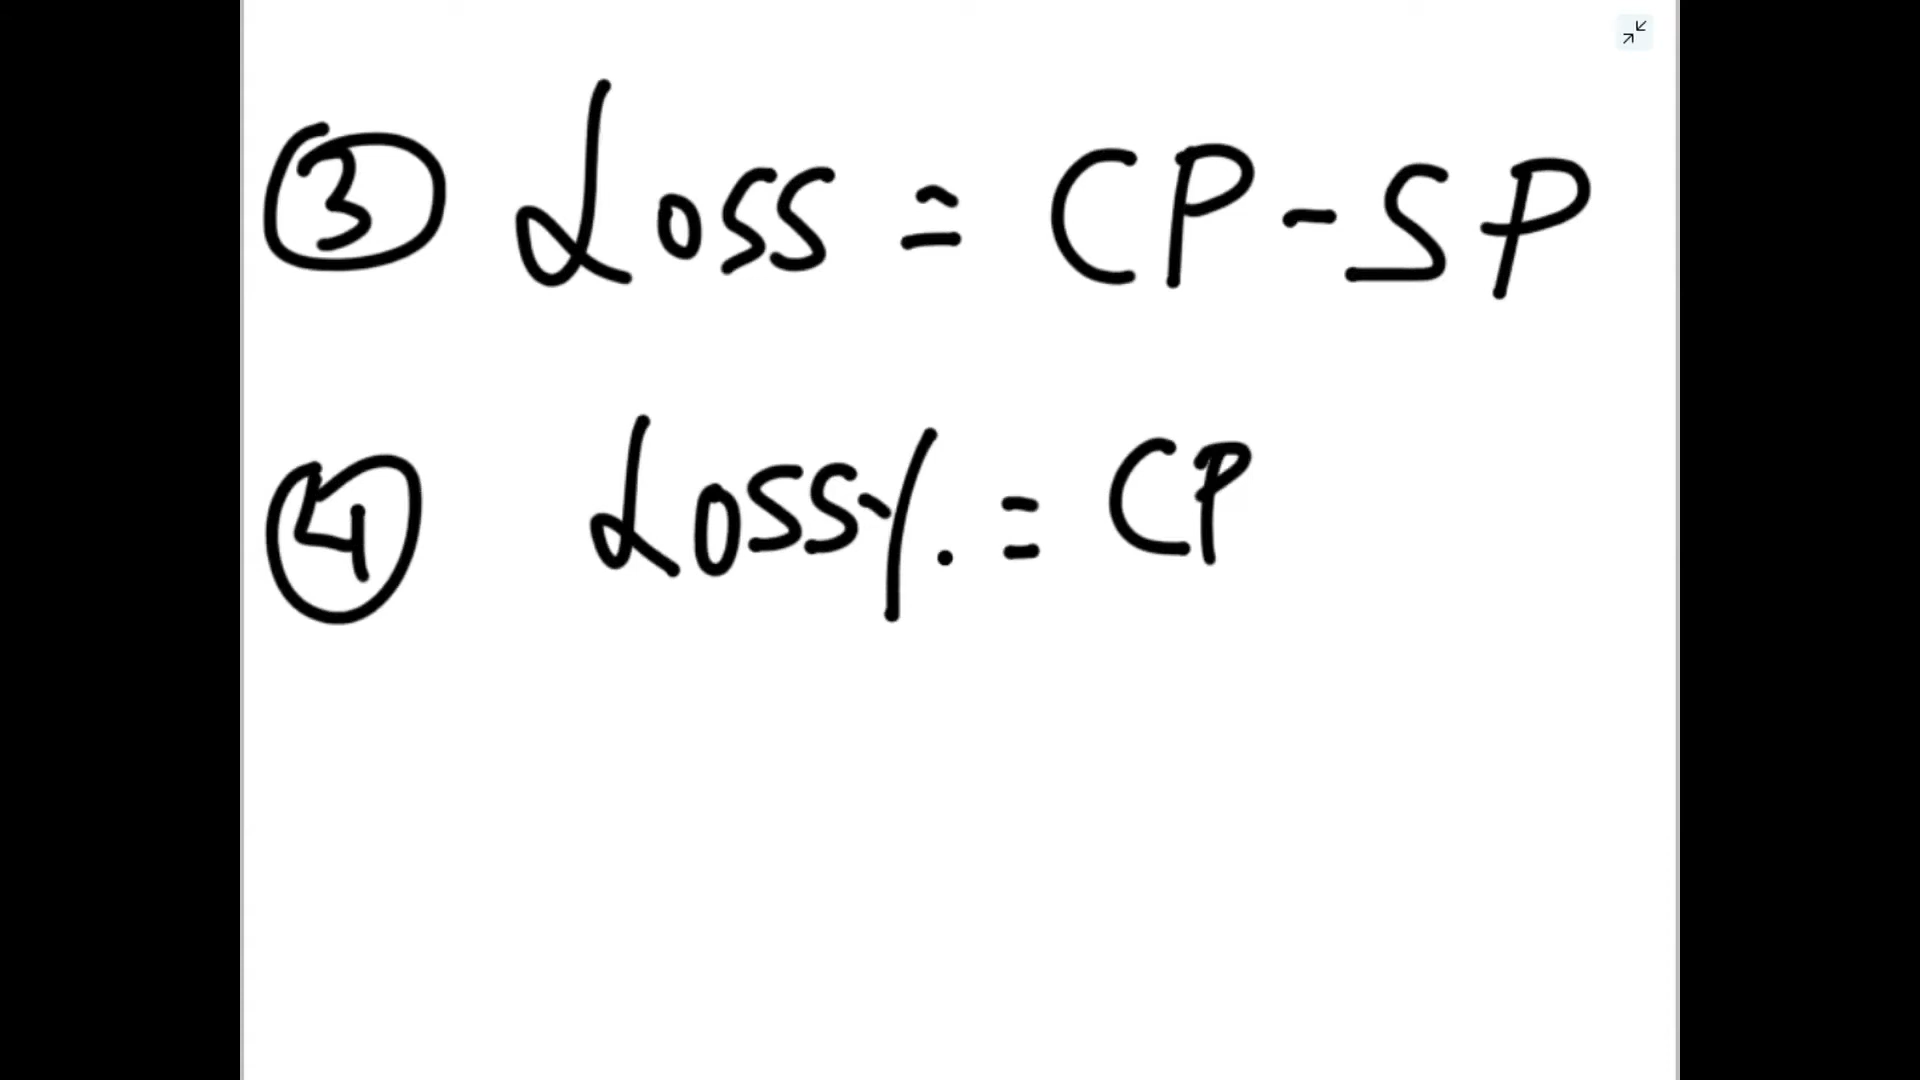 ③ Loss = CP - SP
④ Loss % = CP